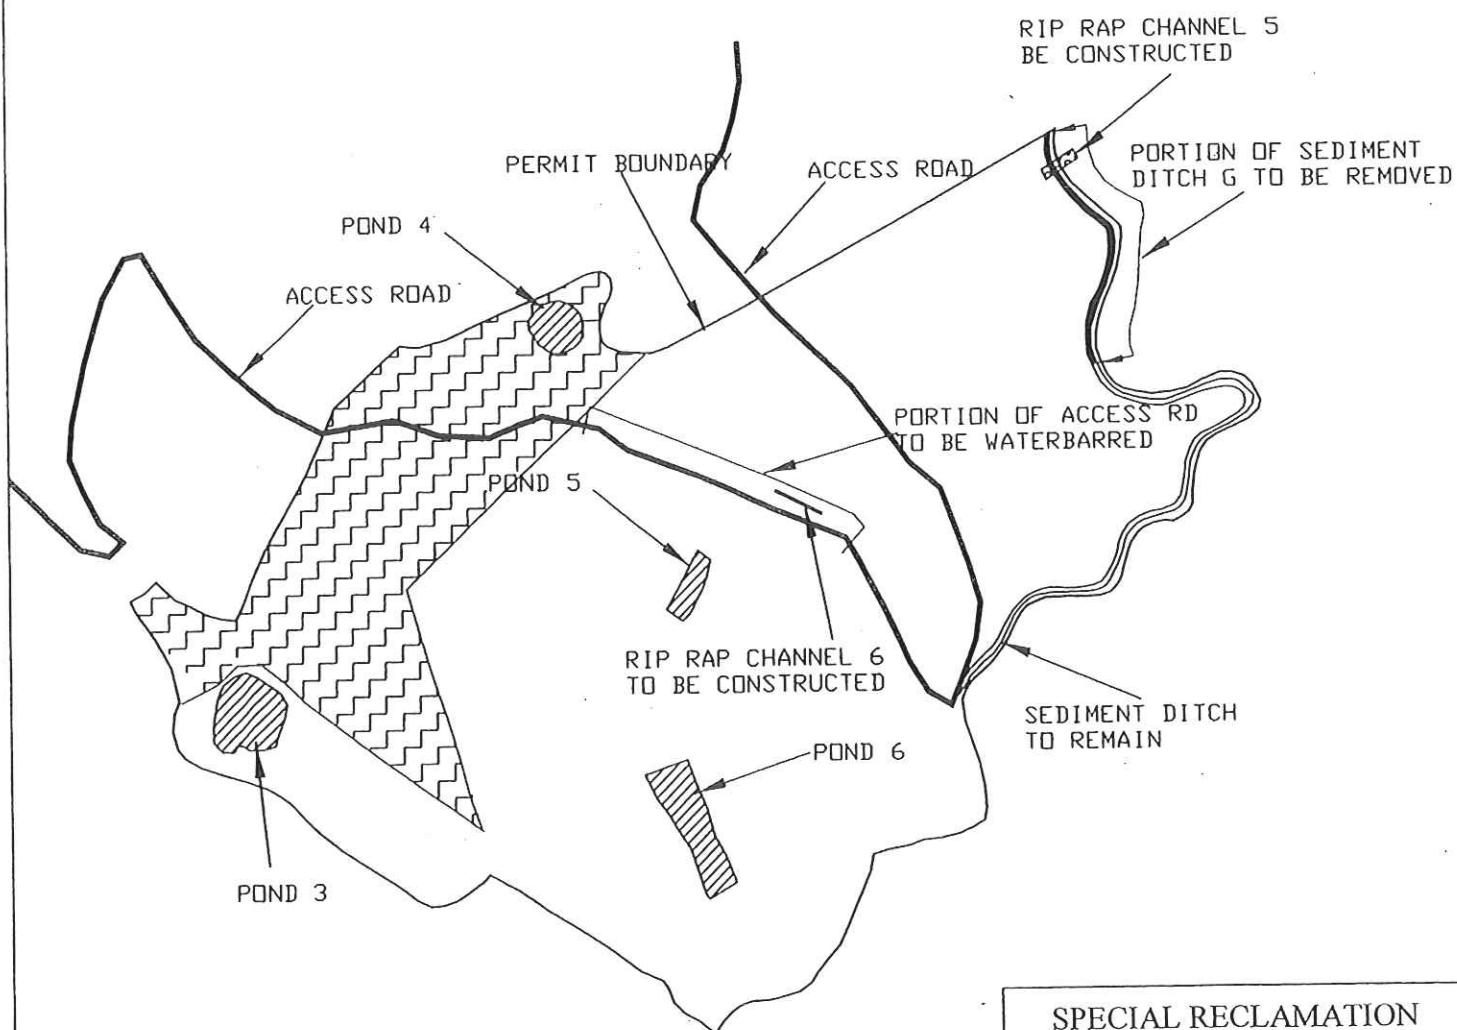 RIP RAP CHANNEL 5
BE CONSTRUCTED
PERMIT BOUNDARY
ACCESS ROAD
PORTION OF SEDIMENT
DITCH G TO BE REMOVED
POND 4
ACCESS ROAD
PORTION OF ACCESS RD
TO BE WATERBARRED
POND 5
RIP RAP CHANNEL 6
TO BE CONSTRUCTED
SEDIMENT DITCH
TO REMAIN
POND 6
POND 3
SPECIAL RECLAMATION